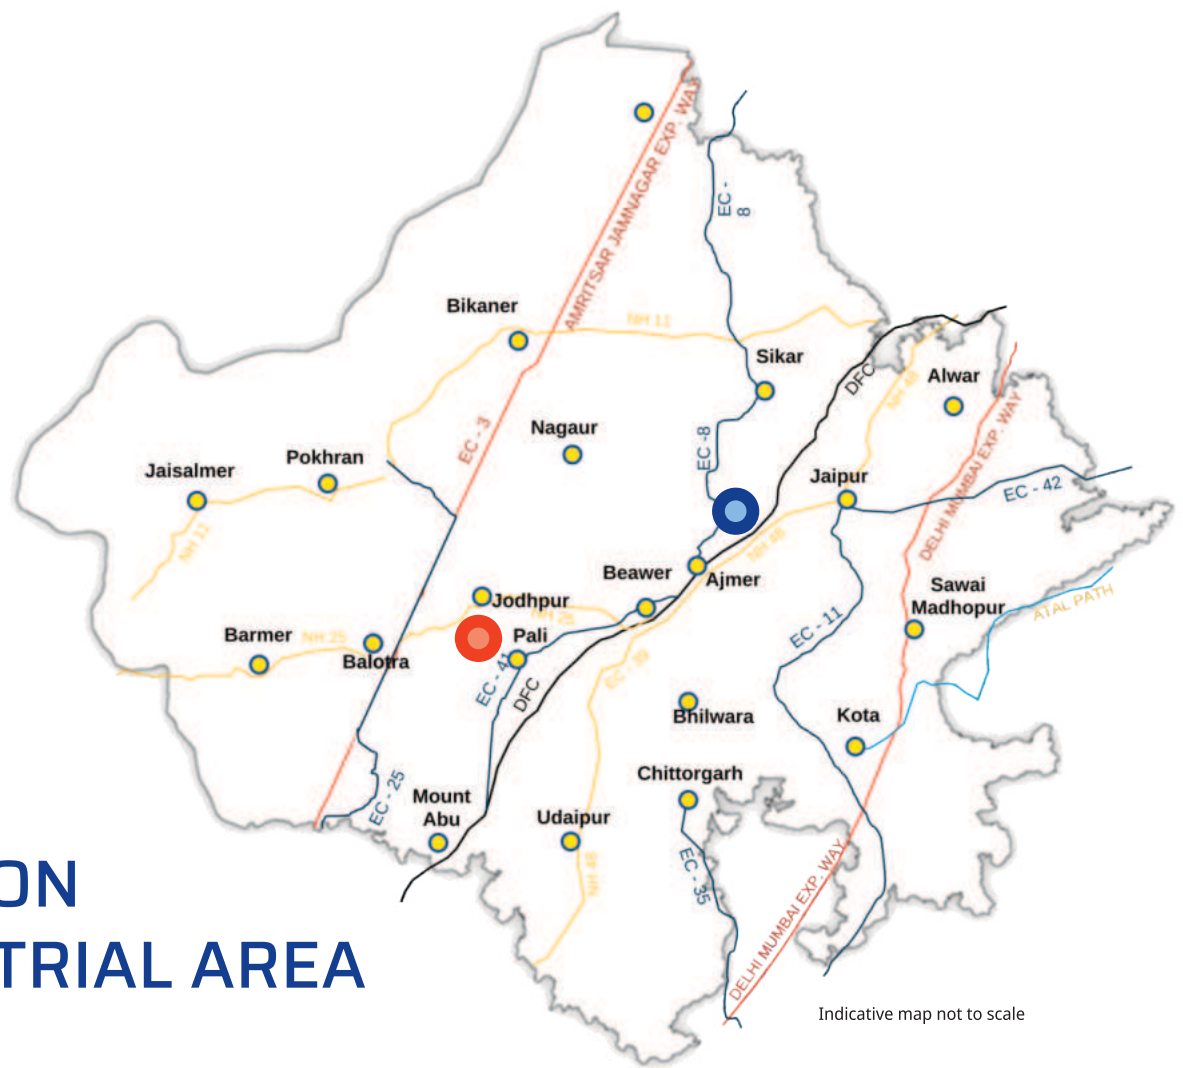 AMRITSAR JAMNAGAR EXP. WAY
EC -
8
Bikaner
NH 11
Sikar
DFC
NH 48
Alwar
Nagaur
EC - 3
EC -8
DELHI MUMBAI EXP. WAY
Jaisalmer
Pokhran
Jaipur
EC - 42
NH 48
Beawer
Ajmer
Sawai
Madhopur
ATAL PATH
Jodhpur
Pali
EC - 11
Barmer
NH 25
Balotra
EC - 41
DFC
EC - 39
Bhilwara
Kota
Chittorgarh
EC - 25
Mount
Abu
Udaipur
NH 48
EC - 35
DELHI MUMBAI EXP. WAY
ON
TRIAL AREA
Indicative map not to scale